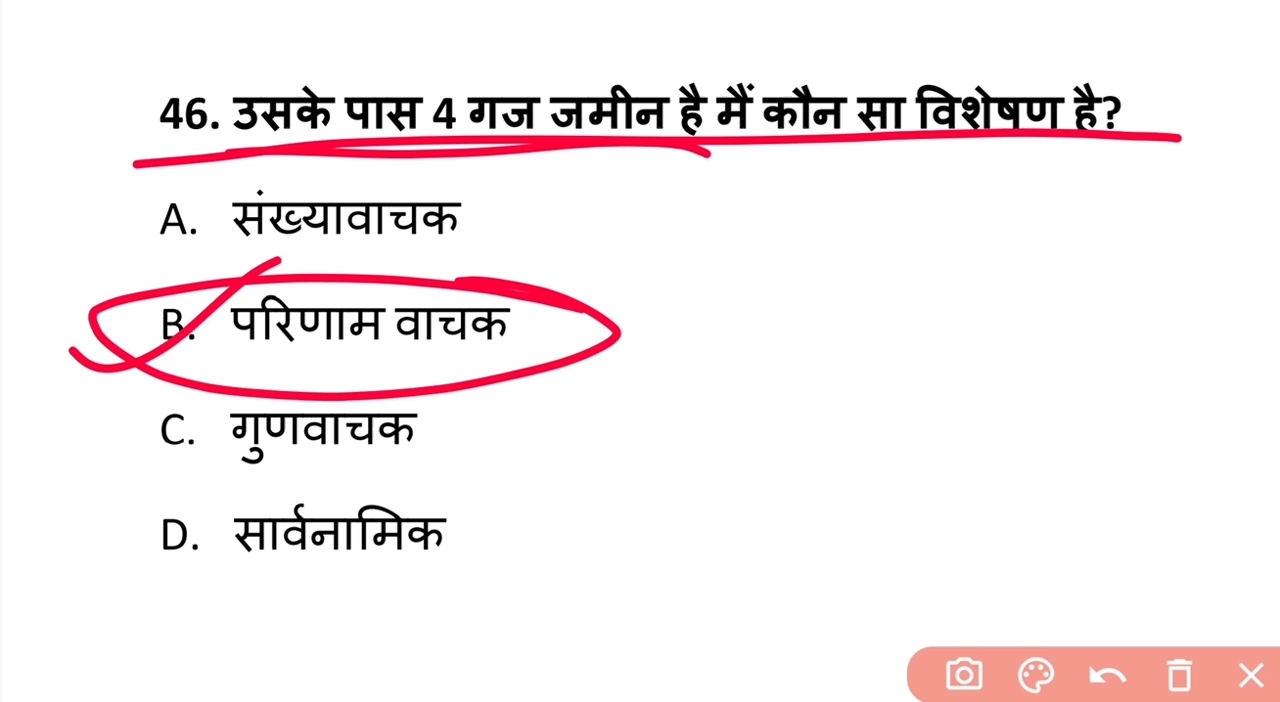 46. उसके पास 4 गज जमीन है मैं कौन सा विशेषण है?
A. संख्यावाचक
B. परिणाम वाचक
C. गुणवाचक
D. सार्वनामिक